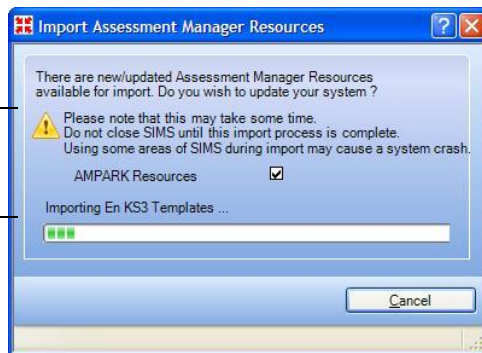 Import Assessment Manager Resources
There are new/updated Assessment Manager Resources
available for import. Do you wish to update your system ?
Please note that this may take some time.
Do not close SIMS until this import process is complete.
Using some areas of SIMS during import may cause a system crash.
AMPARK Resources
Importing En KS3 Templates ...
Cancel